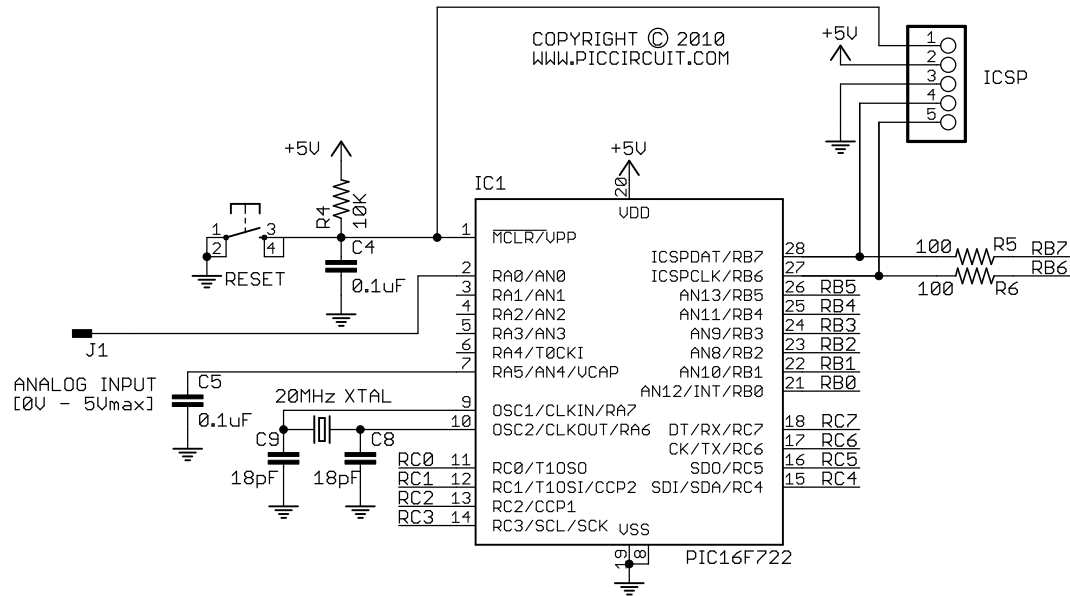 COPYRIGHT © 2010
WWW.PICCIRCUIT.COM
+5V
1
2
3
4
5
ICSP
+5V
R4
10K
1
2
3
4
RESET
C4
0.1uF
J1
ANALOG INPUT
[0V - 5Vmax]
C5
0.1uF
20MHz XTAL
C9
18pF
C8
18pF
+5V
20
VDD
IC1
1 MCLR/VPP
2 RA0/AN0
3 RA1/AN1
4 RA2/AN2
5 RA3/AN3
6 RA4/T0CKI
7 RA5/AN4/VCAP
9 OSC1/CLKIN/RA7
10 OSC2/CLKOUT/RA6
RC0 11 RC0/T1OSO
RC1 12 RC1/T1OSI/CCP2
RC2 13 RC2/CCP1
RC3 14 RC3/SCL/SCK
ICSPDAT/RB7 28 100 R5 RB7
ICSPCLK/RB6 27 100 R6 RB6
AN13/RB5 26 RB5
AN11/RB4 25 RB4
AN9/RB3 24 RB3
AN8/RB2 23 RB2
AN10/RB1 22 RB1
AN12/INT/RB0 21 RB0
DT/RX/RC7 18 RC7
CK/TX/RC6 17 RC6
SDO/RC5 16 RC5
SDI/SDA/RC4 15 RC4
VSS
19
8
PIC16F722